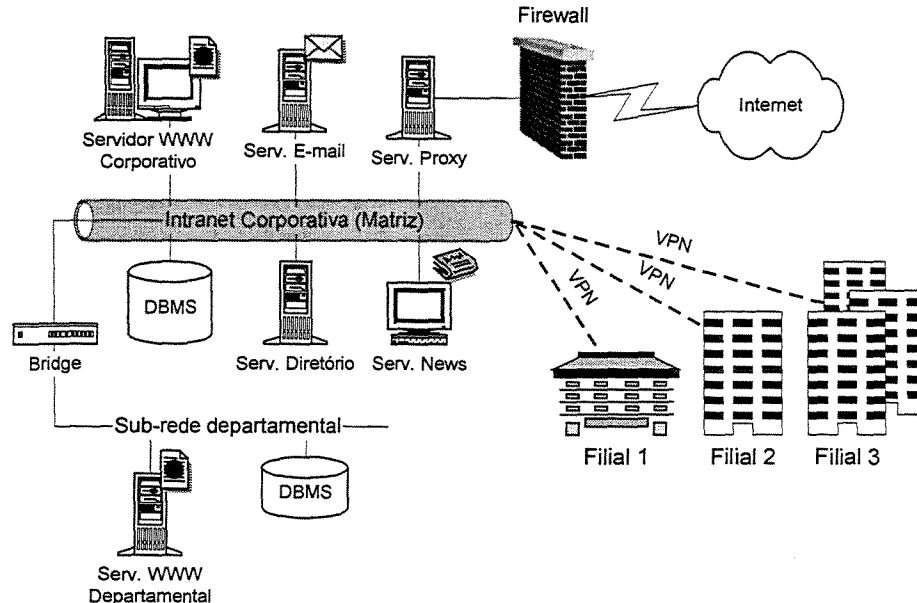 Firewall
Internet
Servidor WWW
Corporativo
Serv. E-mail
Serv. Proxy
Intranet Corporativa (Matriz)
VPN
VPN
VPN
DBMS
Bridge
Serv. Diretório
Serv. News
Filial 1
Filial 2
Filial 3
Sub-rede departamental
DBMS
Serv. WWW
Departamental